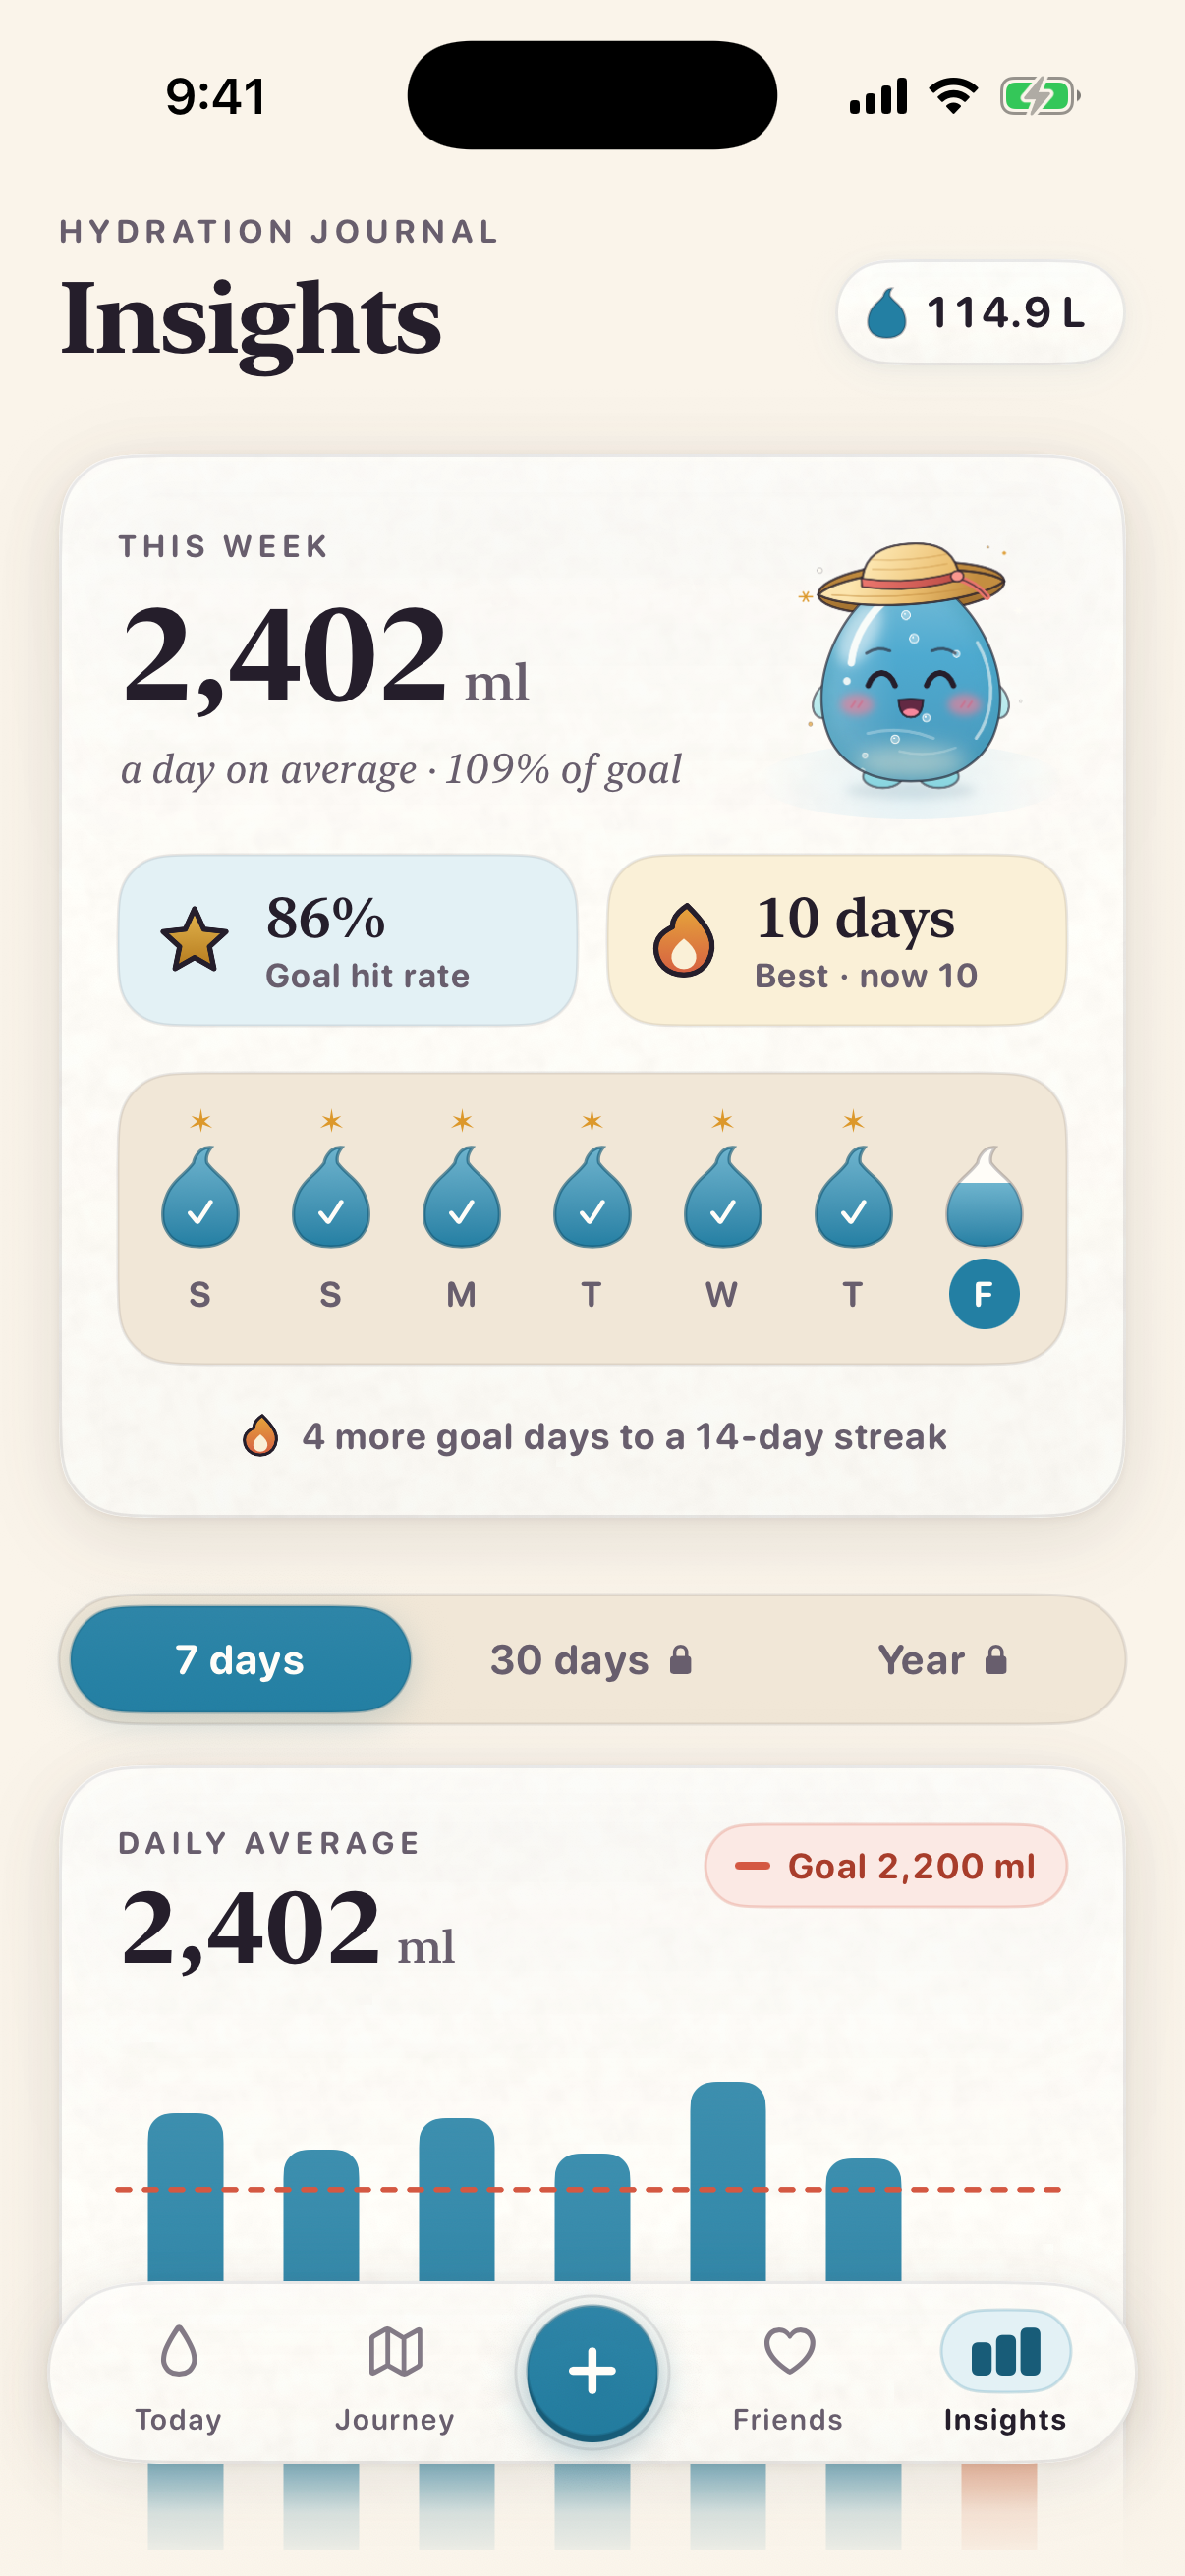 9:41
HYDRATION JOURNAL
Insights
114.9 L
THIS WEEK
2,402 ml
a day on average · 109% of goal
86%
Goal hit rate
10 days
Best · now 10
S S M T W T F
4 more goal days to a 14-day streak
7 days 30 days Year
DAILY AVERAGE
Goal 2,200 ml
2,402 ml
Today Journey Friends Insights